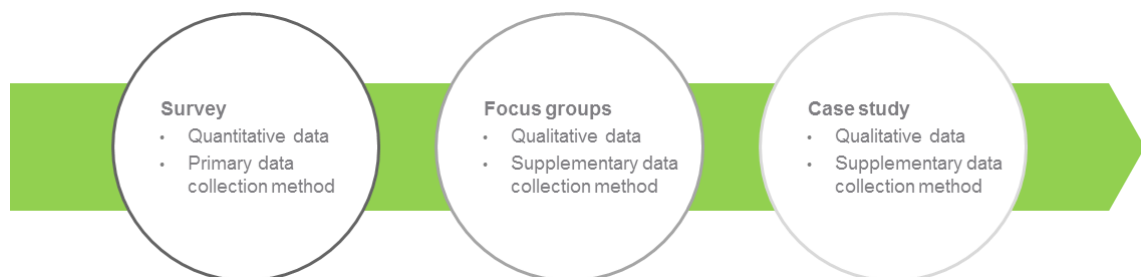 Survey
• Quantitative data
• Primary data
collection method
Focus groups
• Qualitative data
• Supplementary data
collection method
Case study
• Qualitative data
• Supplementary data
collection method